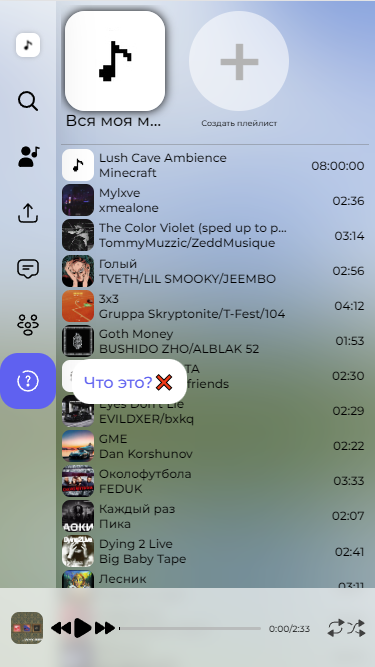 Вся моя м...
Создать плейлист
Lush Cave Ambience
Minecraft
08:00:00
Mylxve
xmealone
02:36
The Color Violet (sped up to p...
TommyMuzzic/ZeddMusique
03:14
Голый
TVETH/LIL SMOOKY/JEEMBO
02:56
3x3
Gruppa Skryptonite/T-Fest/104
04:12
Goth Money
BUSHIDO ZHO/ALBLAK 52
01:53
TA
friends
02:30
Что это?
Eyes Don't Lie
EVILDXER/bxkq
02:29
GME
Dan Korshunov
02:22
Околофутбола
FEDUK
03:33
Каждый раз
Пика
02:07
Dying 2 Live
Big Baby Tape
02:41
Лесник
03:11
0:00/2:33